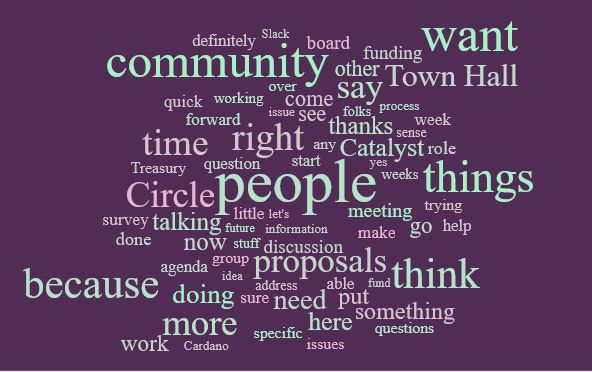 definitely Slack board want
community funding
other Town Hall
over say
quick working come
forward issue see folks process
thanks any week
time right sense
Catalyst role
Treasury question start yes
people weeks things
Circle
little let's meeting trying
survey talking future information make go help
done now stuff discussion
agenda group proposals think
idea
because address able fund
doing sure need put something
more specific here questions
work Cardano issues